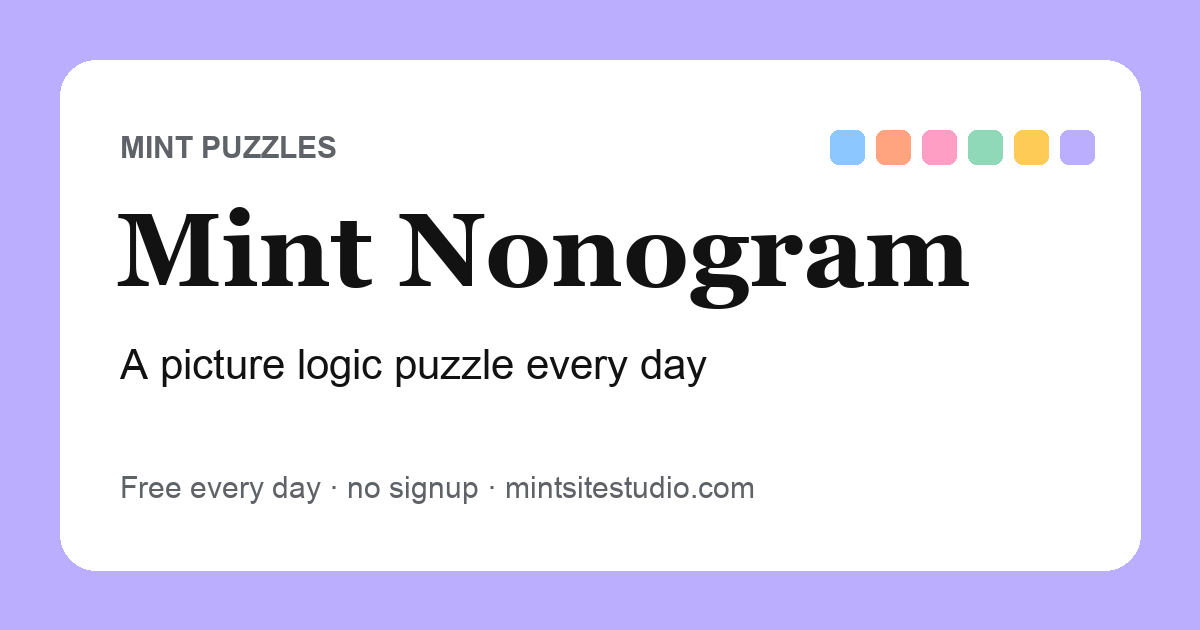 MINT PUZZLES
Mint Nonogram
A picture logic puzzle every day
Free every day · no signup · mintsitestudio.com